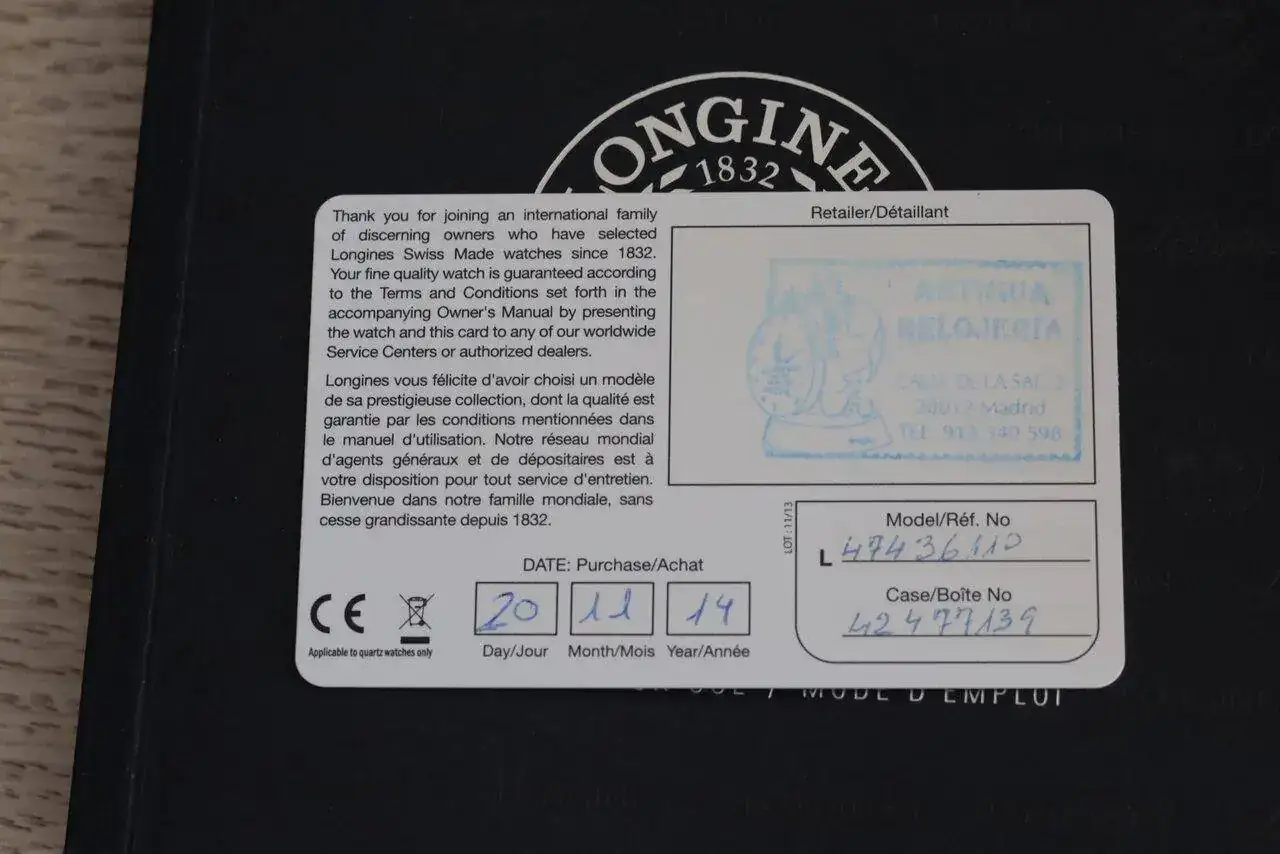 LONGINE
1832
Thank you for joining an international family
of discerning owners who have selected
Longines Swiss Made watches since 1832.
Your fine quality watch is guaranteed according
to the Terms and Conditions set forth in the
accompanying Owner's Manual by presenting
the watch and this card to any of our worldwide
Service Centers or authorized dealers.
Longines vous félicite d'avoir choisi un modèle
de sa prestigieuse collection, dont la qualité est
garantie par les conditions mentionnées dans
le manuel d'utilisation. Notre réseau mondial
d'agents généraux et de dépositaires est à
votre disposition pour tout service d'entretien.
Bienvenue dans notre famille mondiale, sans
cesse grandissante depuis 1832.
Retailer/Détaillant
ANTIGUA
RELOJERÍA
DE LA SAL
28012 Madrid
TEL.
LOT : 11/13
Model/Réf. No
L 47436110
Case/Boîte No
42477139
DATE: Purchase/Achat
20 11 14
Day/Jour Month/Mois Year/Année
CE
Applicable to quartz watches only
MODE D'EMPLOI